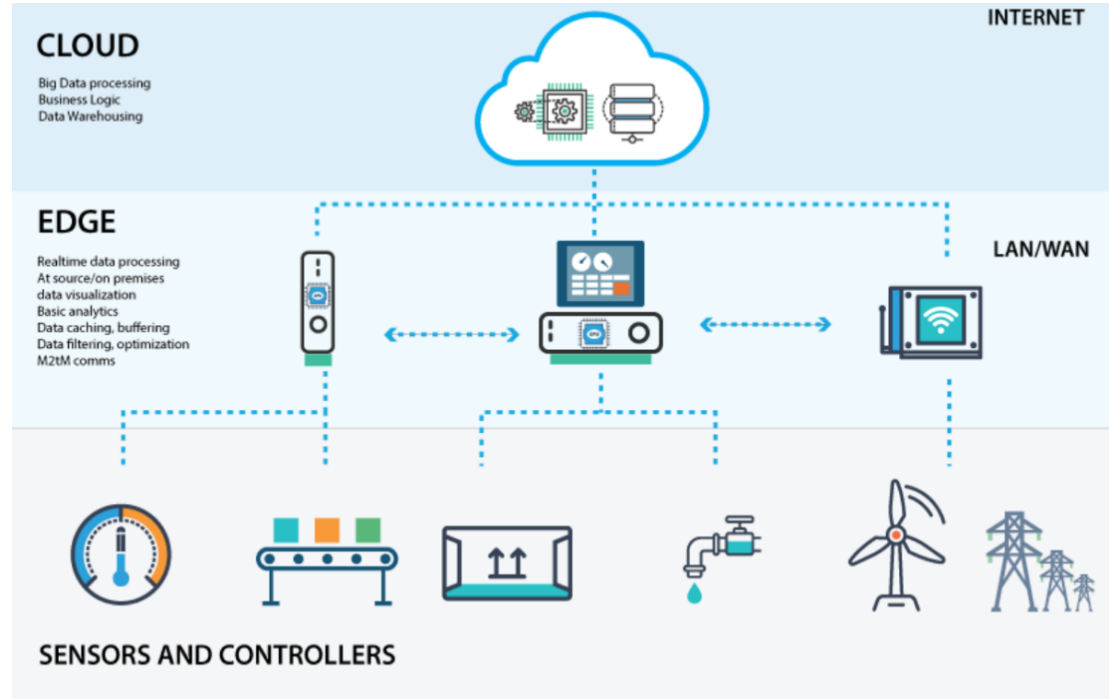 INTERNET
CLOUD
Big Data processing
Business Logic
Data Warehousing
EDGE
LAN/WAN
Realtime data processing
At source/on premises
data visualization
Basic analytics
Data caching, buffering
Data filtering, optimization
M2tM comms
SENSORS AND CONTROLLERS